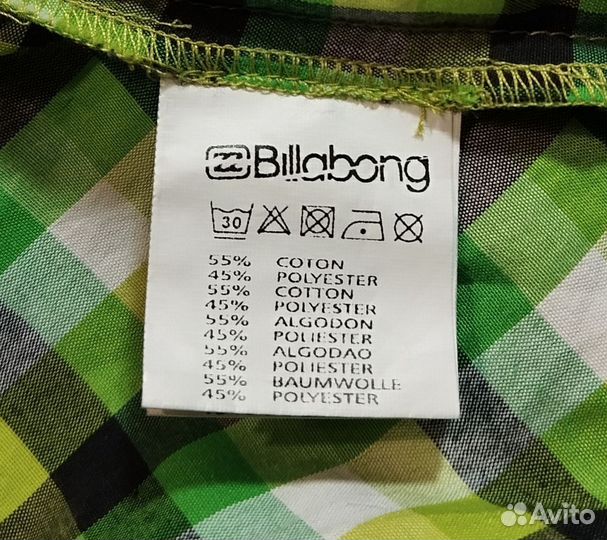 Billabong
30
55% COTON
45% POLYESTER
55% COTTON
45% POLYESTER
55% ALGODON
45% POLIESTER
55% ALGODAO
45% POLIESTER
55% BAUMWOLLE
45% POLYESTER
Avito